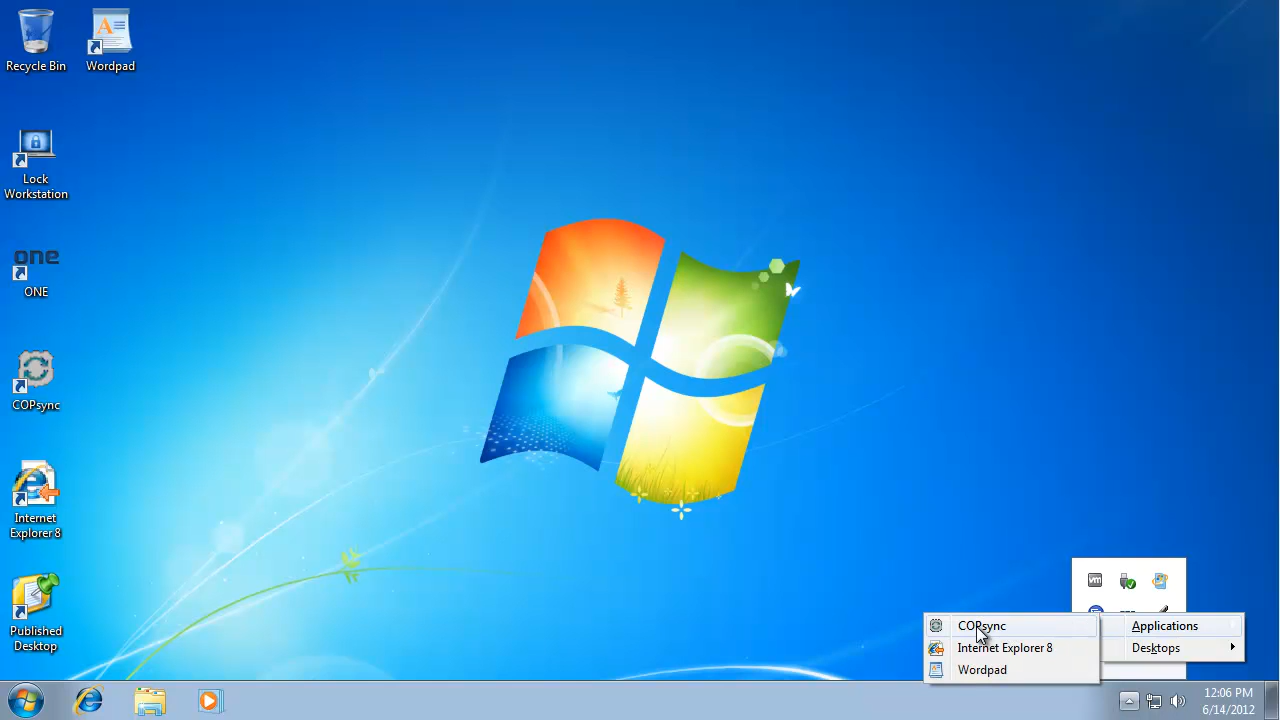 Recycle Bin
Wordpad
Lock
Workstation
one
ONE
COPsync
Internet
Explorer 8
Published
Desktop
vm
COPsync
Internet Explorer 8
Wordpad
Applications
Desktops
12:06 PM
6/14/2012